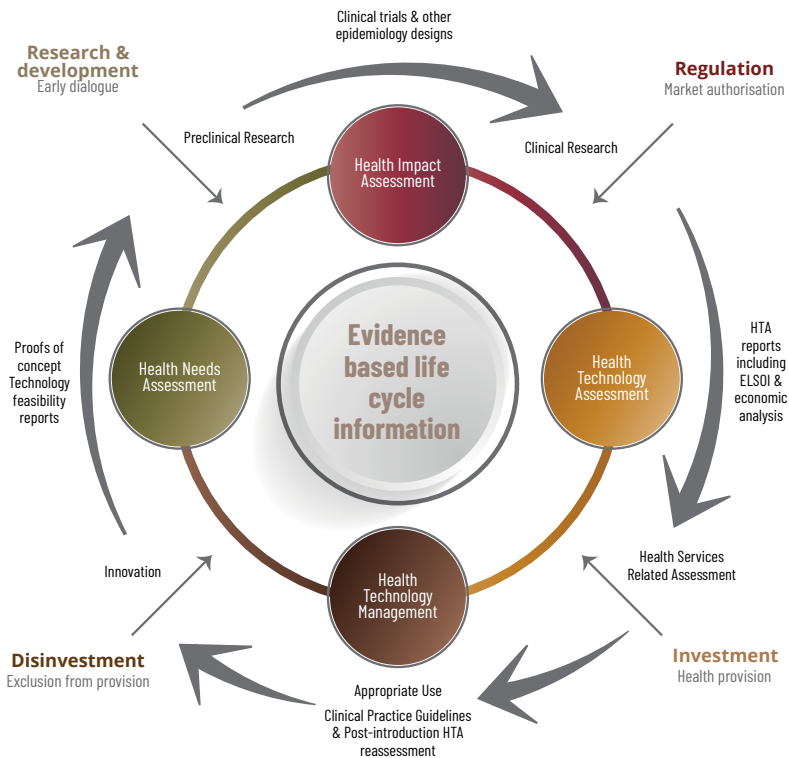 Clinical trials & other
epidemiology designs
Research &
development
Early dialogue
Regulation
Market authorisation
Preclinical Research
Clinical Research
Health Impact
Assessment
Proofs of
concept
Technology
feasibility
reports
Health Needs
Assessment
Evidence
based life
cycle
information
Health
Technology
Assessment
HTA
reports
including
ELSOI &
economic
analysis
Innovation
Health
Technology
Management
Health Services
Related Assessment
Disinvestment
Exclusion from provision
Investment
Health provision
Appropriate Use
Clinical Practice Guidelines
& Post-introduction HTA
reassessment